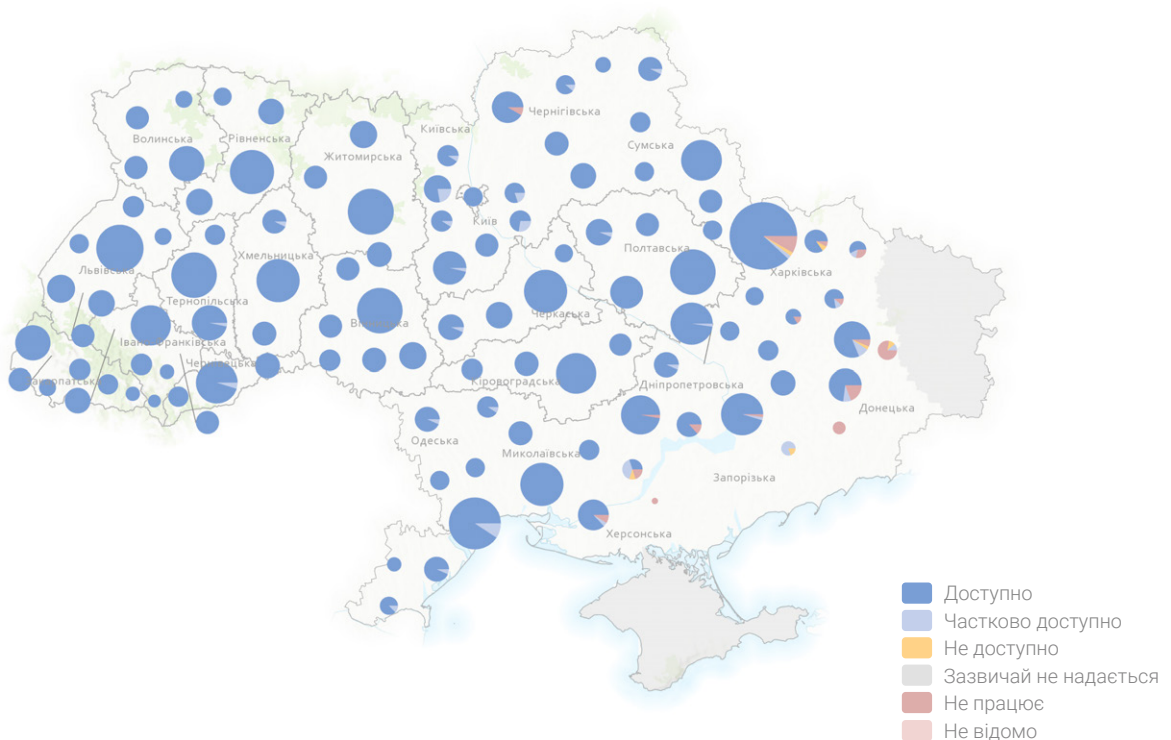 Чернігівська
Київська
Волинська
Рівненська
Сумська
Житомирська
Київ
Полтавська
Хмельницька
Львівська
Харківська
Тернопільська
Черкаська
Вінницька
Івано-Франківська
Чернівецька
Закарпатська
Кіровоградська
Дніпропетровська
Донецька
Одеська
Миколаївська
Запорізька
Херсонська
Доступно
Частково доступно
Не доступно
Зазвичай не надається
Не працює
Не відомо